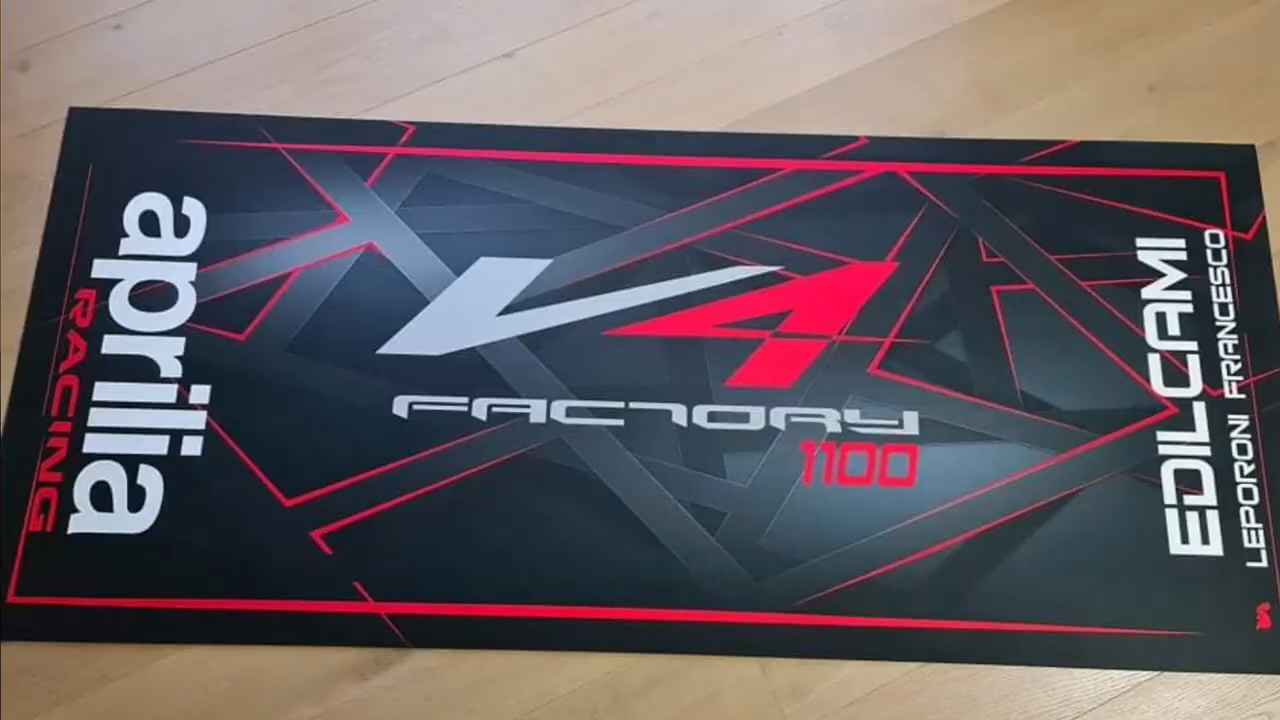 aprilia
RACING
V4
FACTORY
1100
EDILCAMI
LEPORONI FRANCESCO